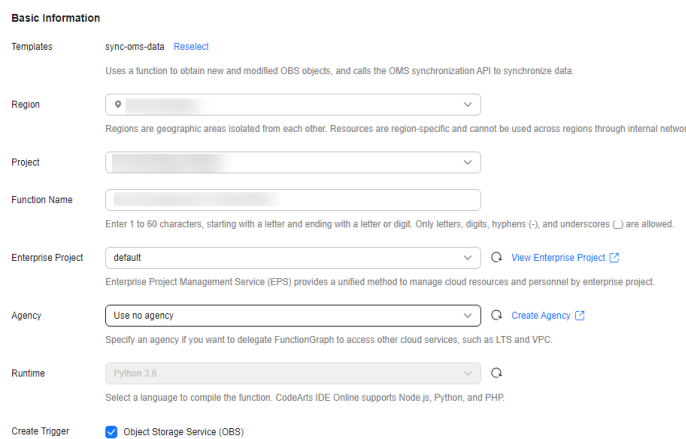 Basic Information
Templates sync-oms-data Reselect
Uses a function to obtain new and modified OBS objects, and calls the OMS synchronization API to synchronize data.
Region
Regions are geographic areas isolated from each other. Resources are region-specific and cannot be used across regions through internal networ
Project
Function Name
Enter 1 to 60 characters, starting with a letter and ending with a letter or digit. Only letters, digits, hyphens (-), and underscores (_) are allowed.
Enterprise Project default View Enterprise Project
Enterprise Project Management Service (EPS) provides a unified method to manage cloud resources and personnel by enterprise project.
Agency Use no agency Create Agency
Specify an agency if you want to delegate FunctionGraph to access other cloud services, such as LTS and VPC.
Runtime Python 3.6
Select a language to compile the function. CodeArts IDE Online supports Node.js, Python, and PHP.
Create Trigger Object Storage Service (OBS)